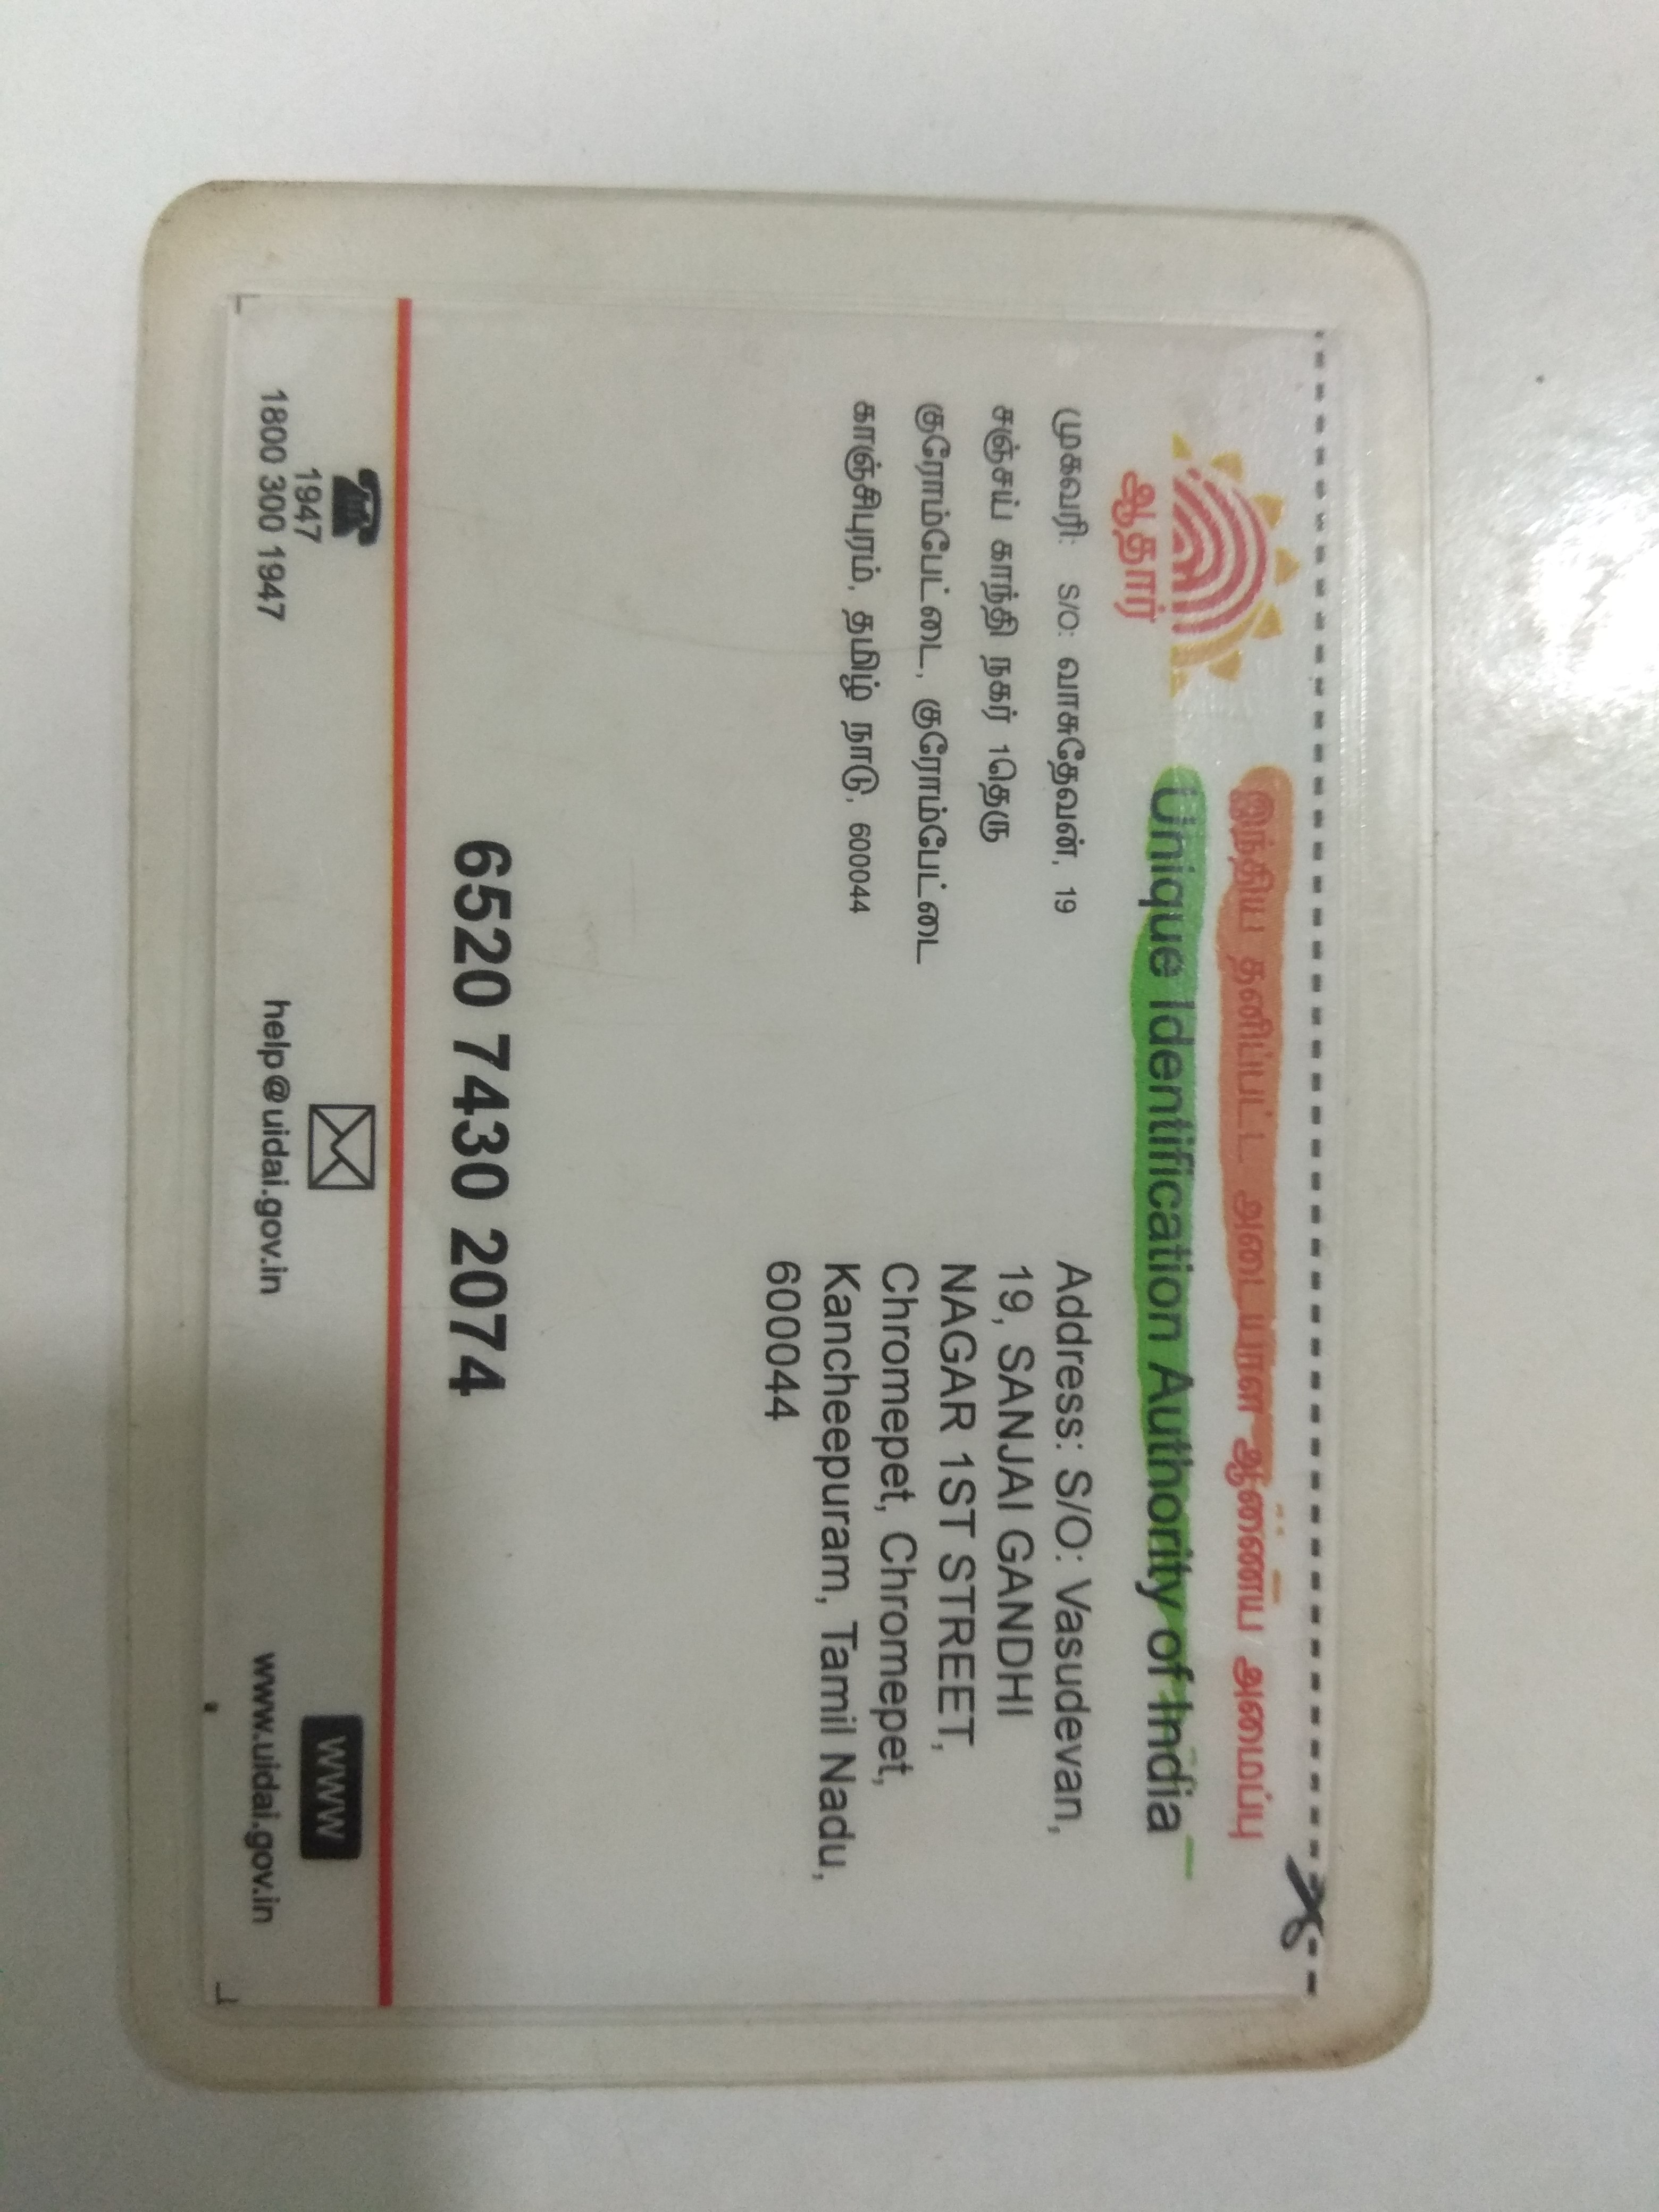 இந்திய தனிப்பட்ட அடையாள ஆணைய அமைப்பு
Unique Identification Authority of India
ஆதார்
முகவரி: S/O: வாசுதேவன், 19
சஞ்சய் காந்தி நகர் 1தெரு
குரோம்பேட்டை, குரோம்பேட்டை
காஞ்சிபுரம், தமிழ் நாடு, 600044
Address: S/O: Vasudevan,
19, SANJAI GANDHI
NAGAR 1ST STREET,
Chromepet, Chromepet,
Kancheepuram, Tamil Nadu,
600044
6520 7430 2074
1947
1800 300 1947
help@uidai.gov.in
WWW
www.uidai.gov.in